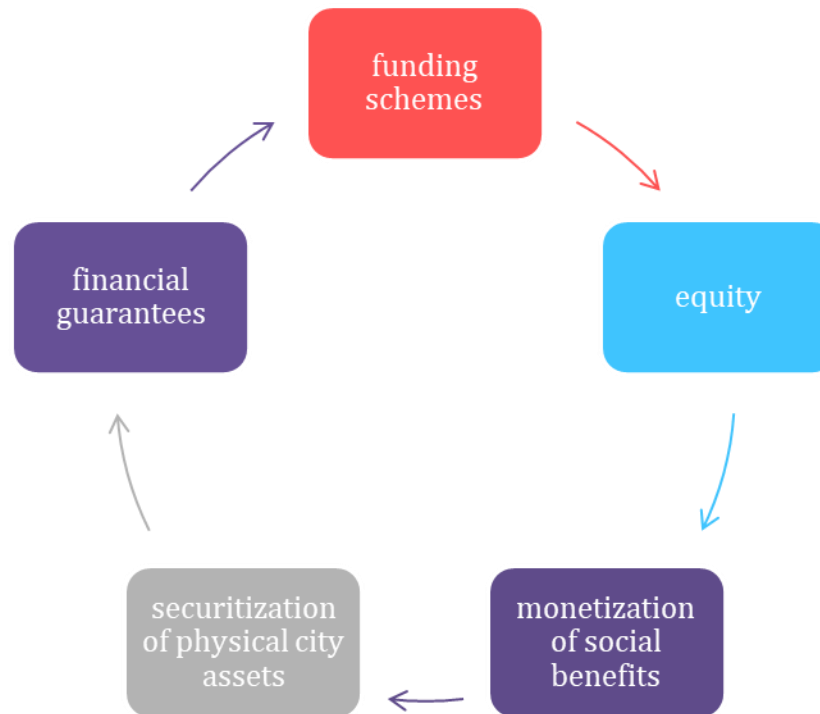 funding
schemes
equity
monetization
of social
benefits
securitization
of physical city
assets
financial
guarantees